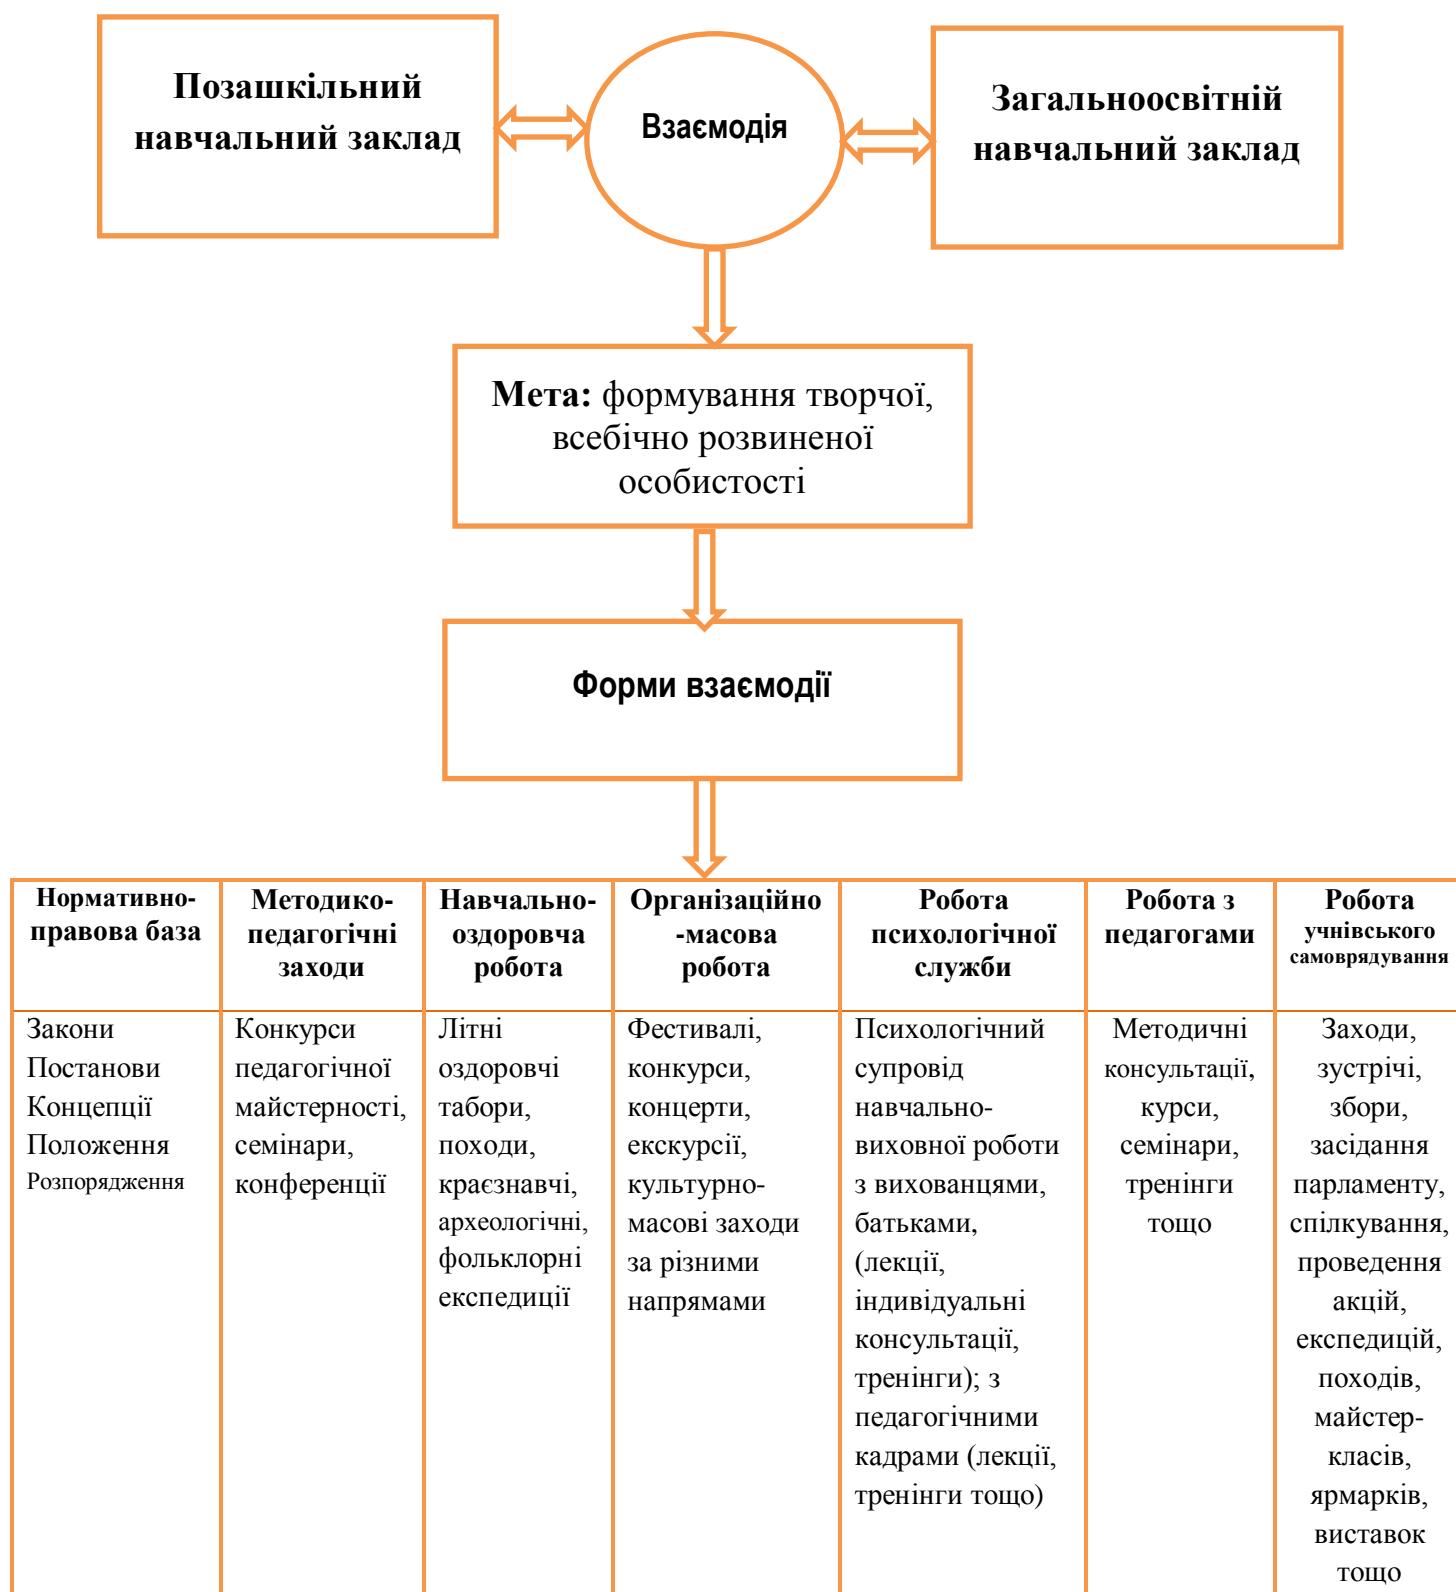 Позашкільний
навчальний заклад
Взаємодія
Загальноосвітній
навчальний заклад
Мета: формування творчої,
всебічно розвиненої
особистості
Форми взаємодії
Нормативно-
правова база
Методико-
педагогічні
заходи
Навчально-
оздоровча
робота
Організаційно
-масова
робота
Робота
психологічної
служби
Робота з
педагогами
Робота
учнівського
самоврядування
Закони
Постанови
Концепції
Положення
Розпорядження
Конкурси
педагогічної
майстерності,
семінари,
конференції
Літні
оздоровчі
табори,
походи,
краєзнавчі,
археологічні,
фольклорні
експедиції
Фестивалі,
конкурси,
концерти,
екскурсії,
культурно-
масові заходи
за різними
напрямами
Психологічний
супровід
навчально-
виховної роботи
з вихованцями,
батьками,
(лекції,
індивідуальні
консультації,
тренінги); з
педагогічними
кадрами (лекції,
тренінги тощо)
Методичні
консультації,
курси,
семінари,
тренінги
тощо
Заходи,
зустрічі,
збори,
засідання
парламенту,
спілкування,
проведення
акцій,
експедицій,
походів,
майстер-
класів,
ярмарків,
виставок
тощо